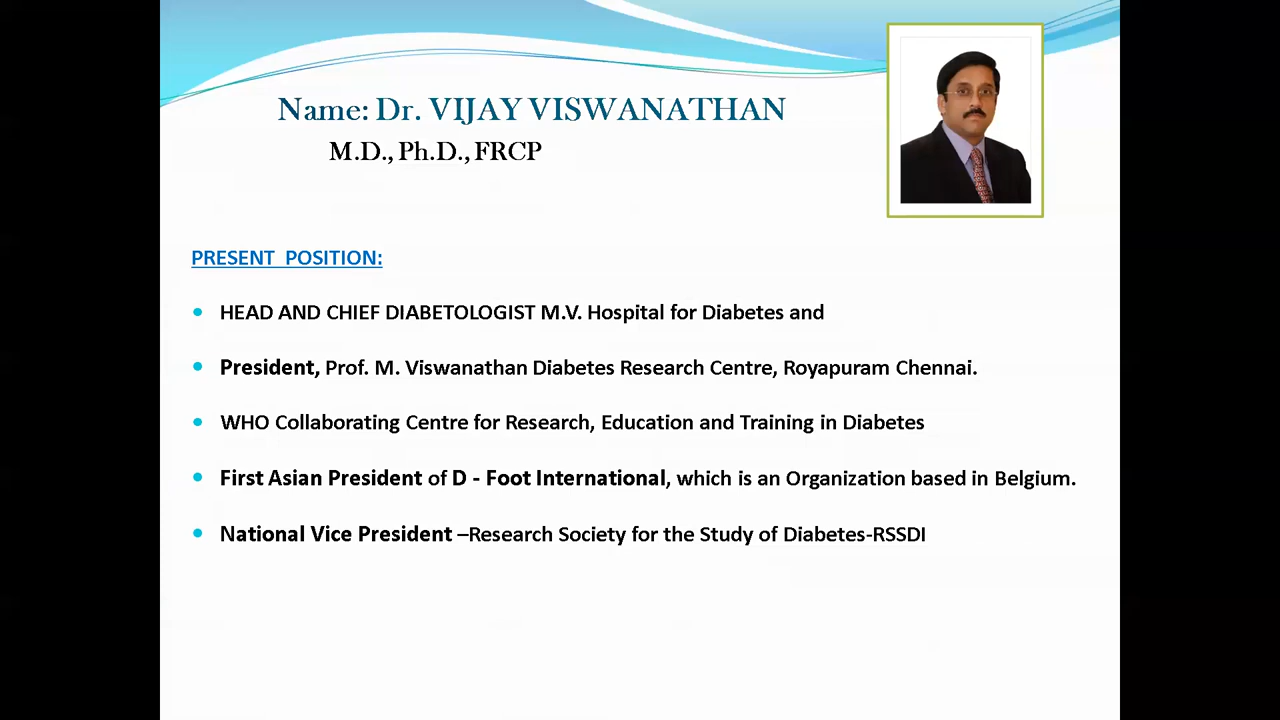 Name: Dr. VIJAY VISWANATHAN
M.D., Ph.D., FRCP
PRESENT POSITION:
HEAD AND CHIEF DIABETOLOGIST M.V. Hospital for Diabetes and
President, Prof. M. Viswanathan Diabetes Research Centre, Royapuram Chennai.
WHO Collaborating Centre for Research, Education and Training in Diabetes
First Asian President of D - Foot International, which is an Organization based in Belgium.
National Vice President –Research Society for the Study of Diabetes-RSSDI